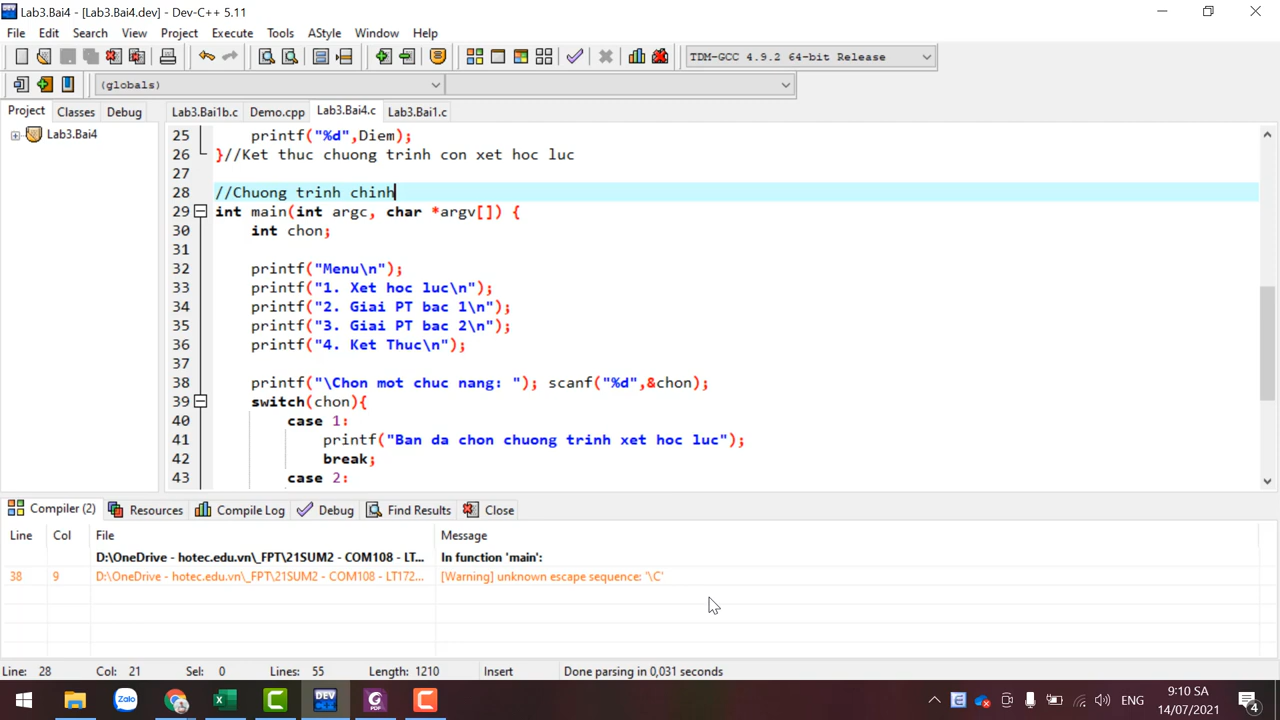 Lab3.Bai4 - [Lab3.Bai4.dev] - Dev-C++ 5.11
File Edit Search View Project Execute Tools AStyle Window Help
TDM-GCC 4.9.2 64-bit Release
(globals)
Project Classes Debug Lab3.Bai1b.c Demo.cpp Lab3.Bai4.c Lab3.Bai1.c
Lab3.Bai4
25 printf("%d",Diem);
26 }//Ket thuc chuong trinh con xet hoc luc
27
28 //Chuong trinh chinh
29 int main(int argc, char *argv[]) {
30 int chon;
31
32 printf("Menu\n");
33 printf("1. Xet hoc luc\n");
34 printf("2. Giai PT bac 1\n");
35 printf("3. Giai PT bac 2\n");
36 printf("4. Ket Thuc\n");
37
38 printf("\Chon mot chuc nang: "); scanf("%d",&chon);
39 switch(chon){
40 case 1:
41 printf("Ban da chon chuong trinh xet hoc luc");
42 break;
43 case 2:
Compiler (2) Resources Compile Log Debug Find Results Close
Line Col File Message
D:\OneDrive - hotec.edu.vn\_FPT\21SUM2 - COM108 - LT... In function 'main':
38 9 D:\OneDrive - hotec.edu.vn\_FPT\21SUM2 - COM108 - LT172... [Warning] unknown escape sequence: '\C'
Line: 28 Col: 21 Sel: 0 Lines: 55 Length: 1210 Insert Done parsing in 0,031 seconds
Zalo DEV ENG 9:10 SA
14/07/2021
4